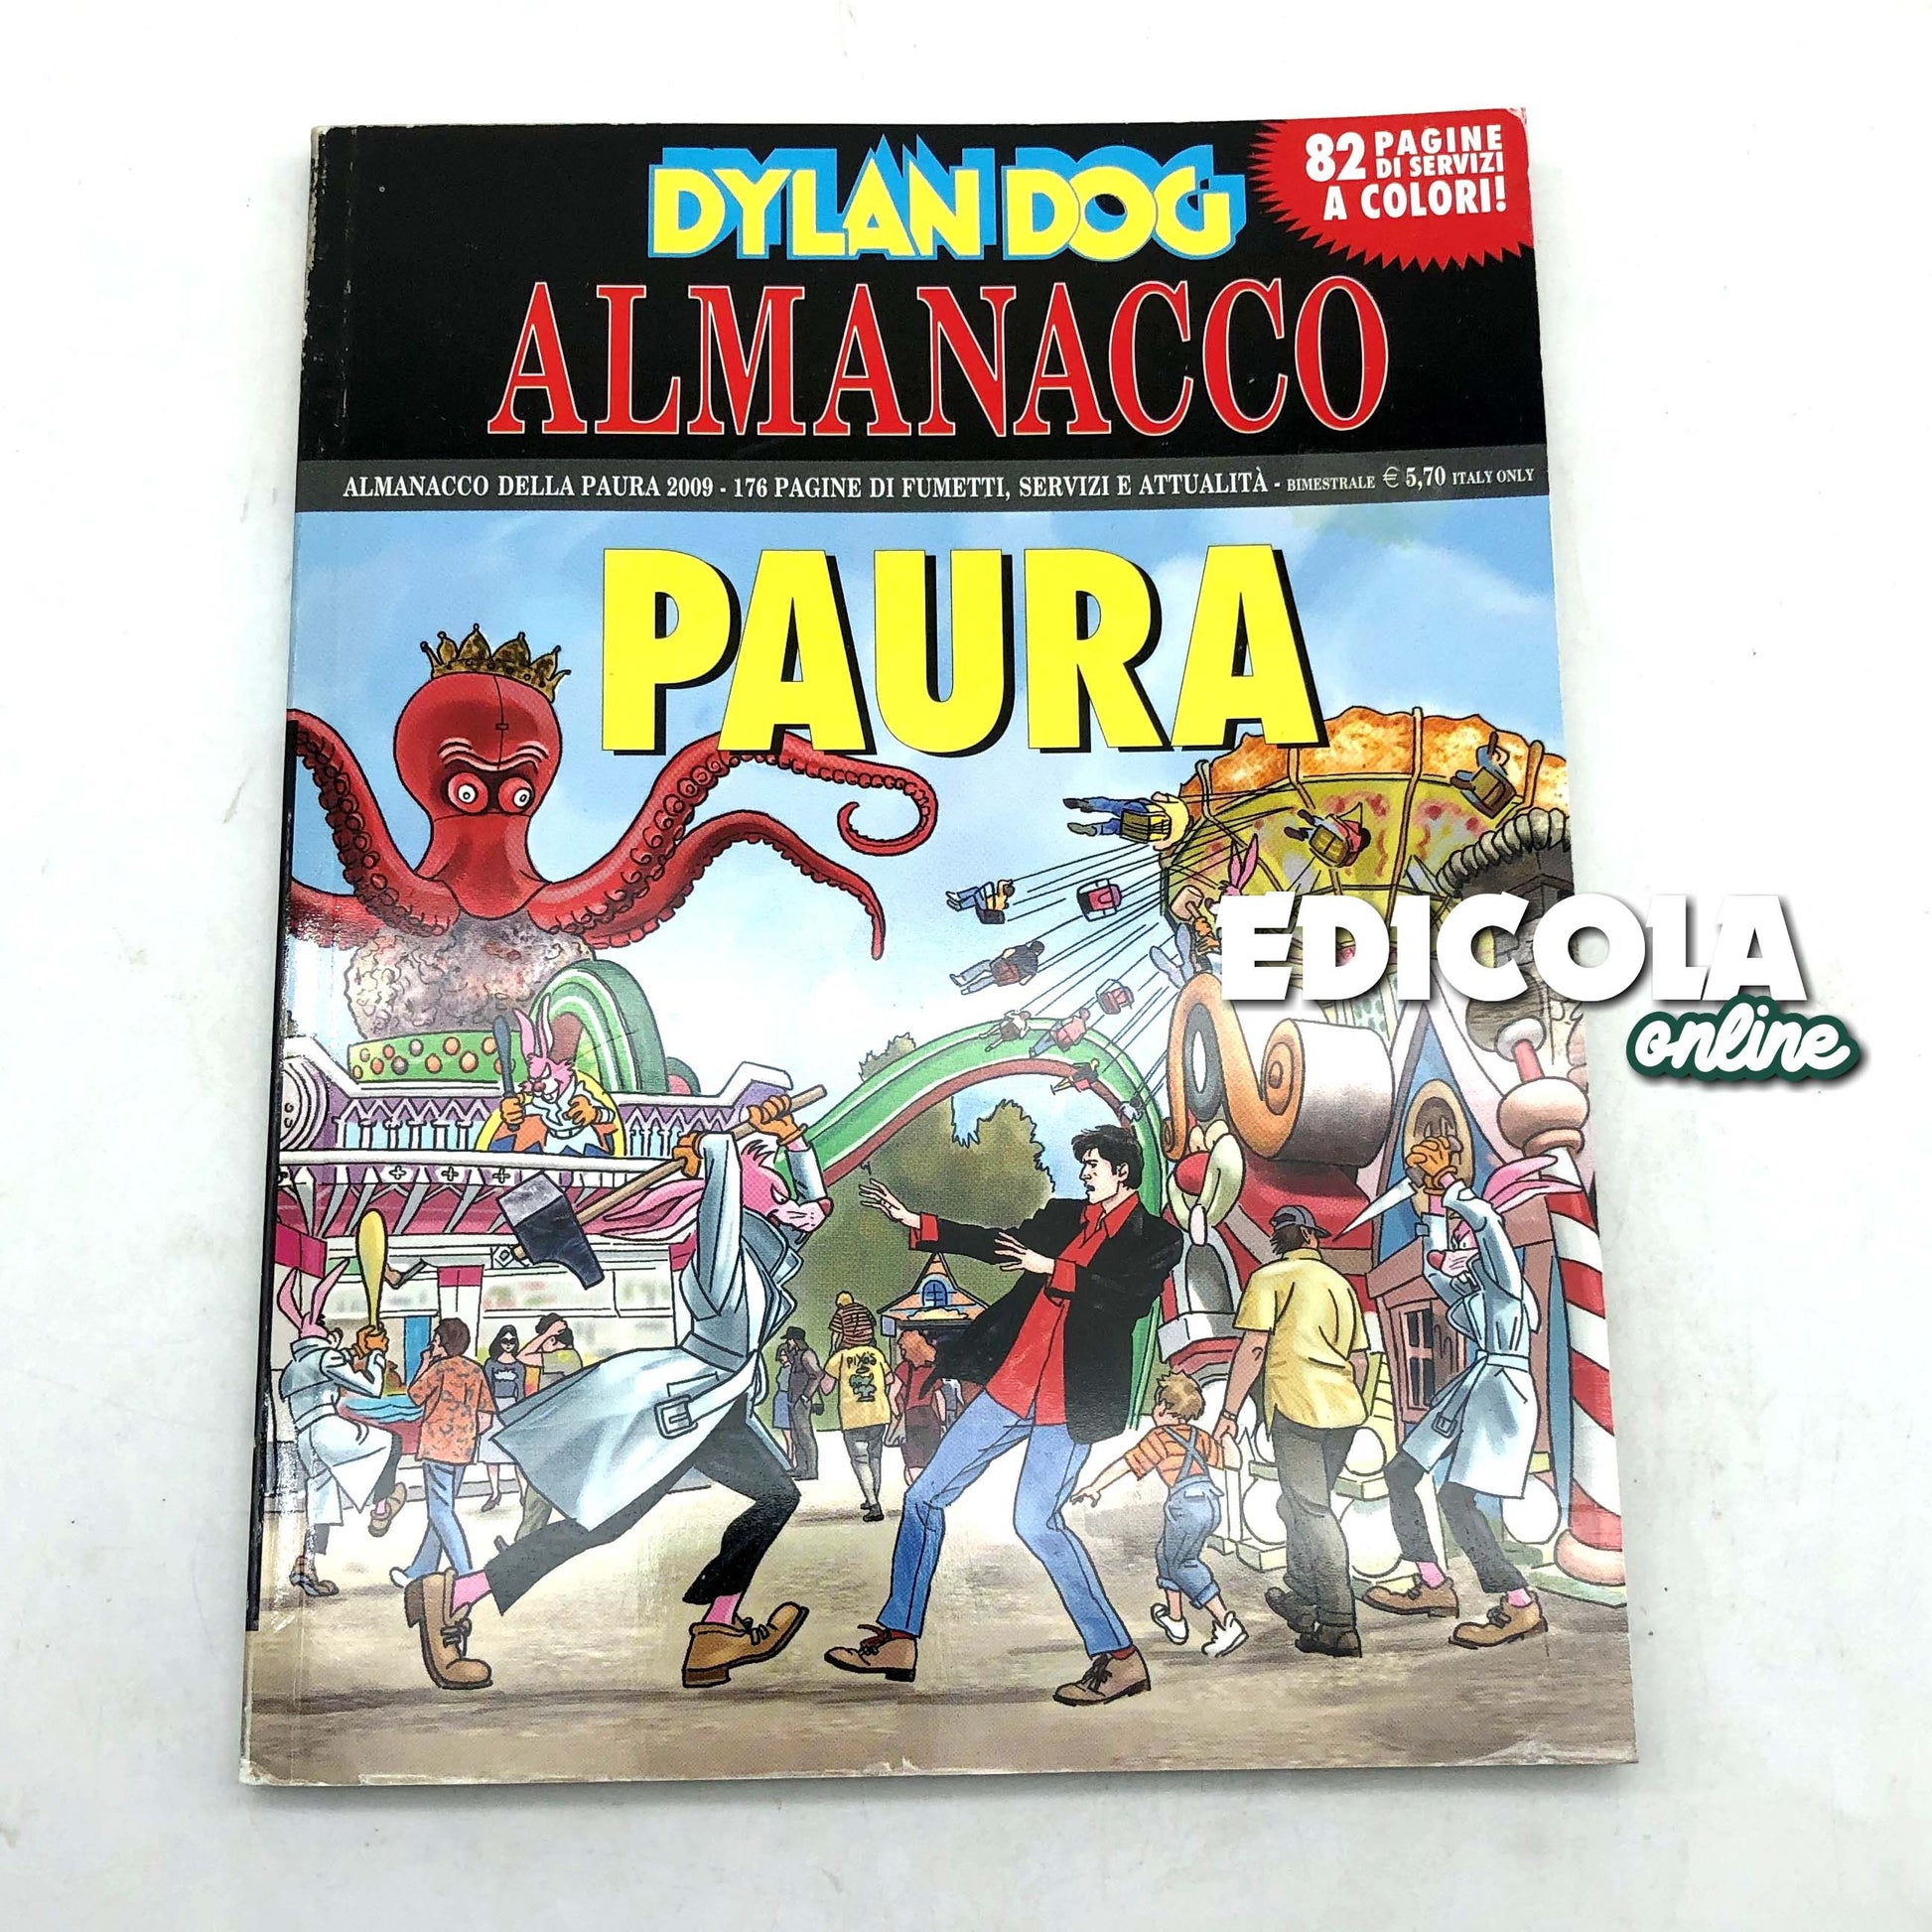 82 PAGINE
DI SERVIZI
A COLORI!
DYLAN DOG
ALMANACCO
ALMANACCO DELLA PAURA 2009 - 176 PAGINE DI FUMETTI, SERVIZI E ATTUALITÀ - BIMESTRALE € 5,70 ITALY ONLY
PAURA
EDICOLA
online